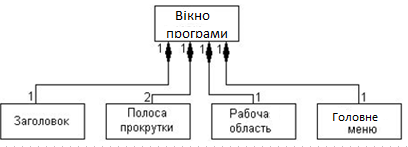 Вікно
програми
1 1 1 1
1 2 1 1
Заголовок
Полоса
прокрутки
Рабоча
область
Головне
меню